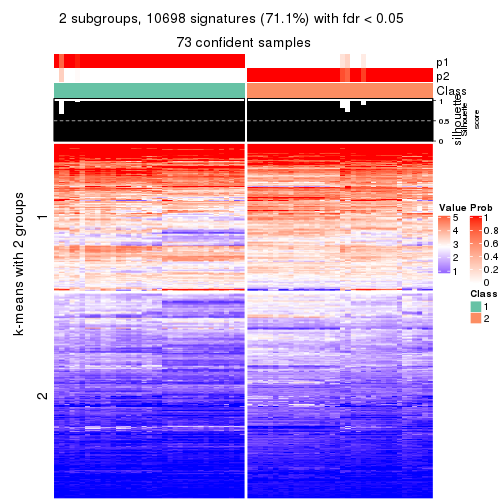 2 subgroups, 10698 signatures (71.1%) with fdr < 0.05
73 confident samples
p1
p2
Class
1
0.5
0
silhouette
Silhouette
score
k-means with 2 groups
1
2
Value
5
4
3
2
1
Prob
1
0.8
0.6
0.4
0.2
0
Class
1
2